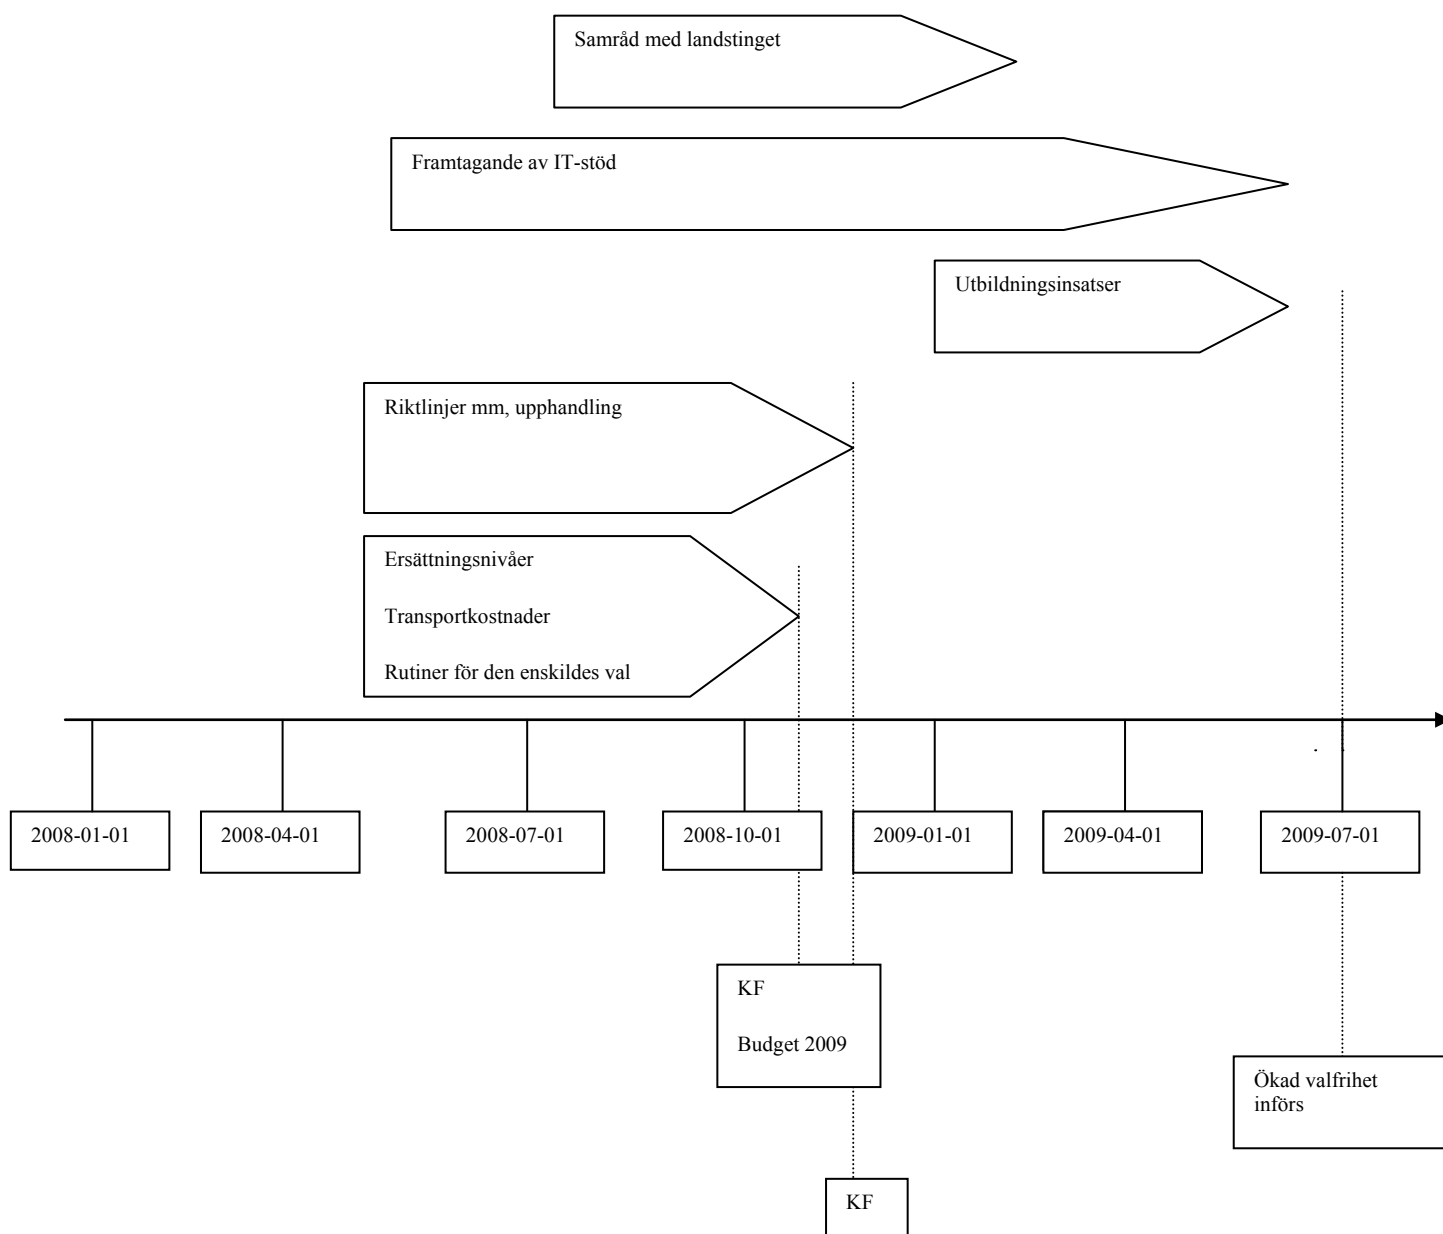 Samråd med landstinget
Framtagande av IT-stöd
Utbildningsinsatser
Riktlinjer mm, upphandling
Ersättningsnivåer
Transportkostnader
Rutiner för den enskildes val
2008-01-01
2008-04-01
2008-07-01
2008-10-01
2009-01-01
2009-04-01
2009-07-01
KF
Budget 2009
Ökad valfrihet
införs
KF